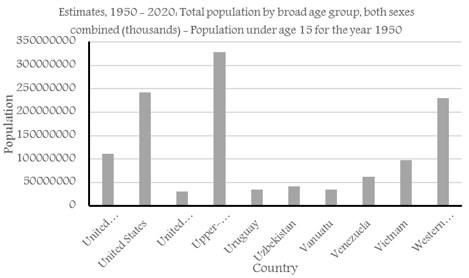 Estimates, 1950 - 2020: Total population by broad age group, both sexes
combined (thousands) - Population under age 15 for the year 1950
350000000
300000000
250000000
200000000
150000000
100000000
50000000
0
Population
United...
United States
United...
Upper-...
Uruguay
Uzbekistan
Vanuatu
Venezuela
Vietnam
Western...
Country